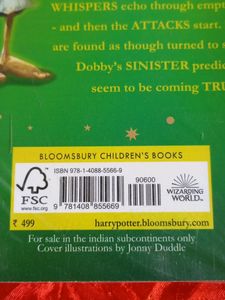 WHISPERS echo through empt
- and then the ATTACKS start.
are found as though turned to s
Dobby's SINISTER predic
seem to be coming TRU
BLOOMSBURY CHILDREN'S BOOKS
ISBN 978-1-4088-5566-9
90600
9 781408 855669
FSC
www.fsc.org
WIZARDING
WORLD
₹ 499
harrypotter.bloomsbury.com
For sale in the indian subcontinents only
Cover illustrations by Jonny Duddle